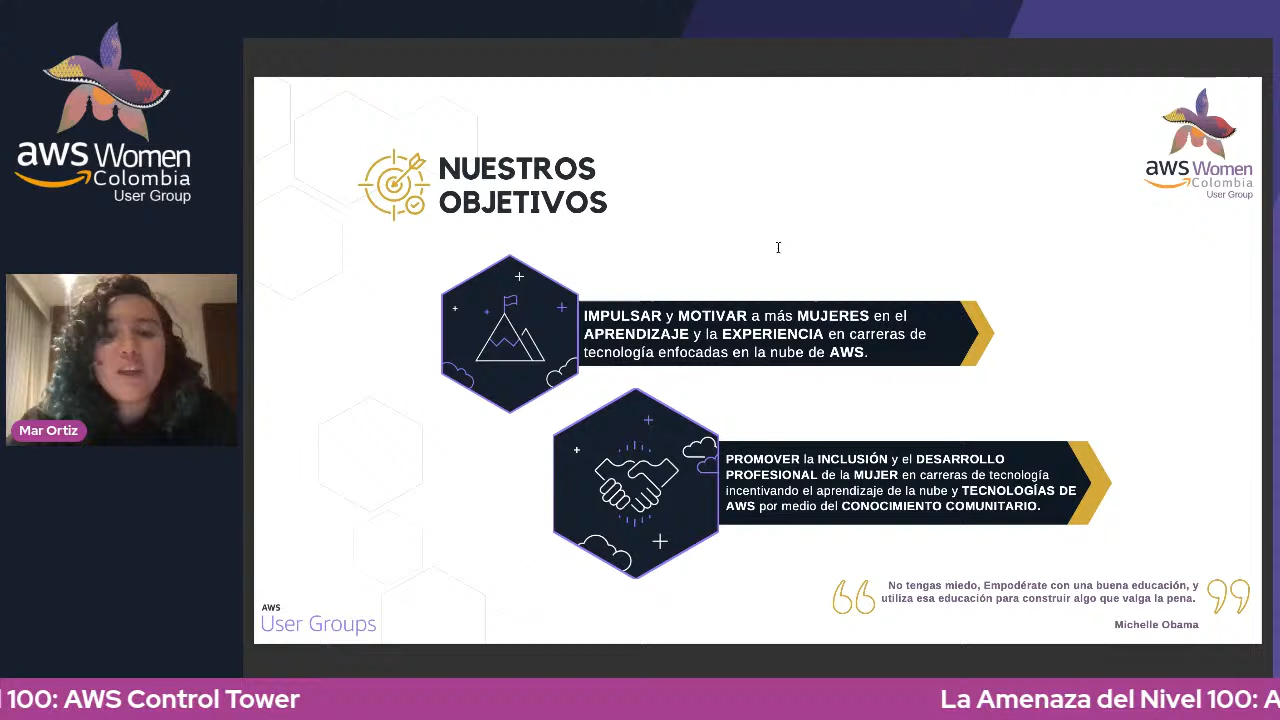 aws Women
Colombia
User Group
Mar Ortiz
NUESTROS
OBJETIVOS
aws Women
Colombia
User Group
IMPULSAR y MOTIVAR a más MUJERES en el
APRENDIZAJE y la EXPERIENCIA en carreras de
tecnología enfocadas en la nube de AWS.
PROMOVER la INCLUSIÓN y el DESARROLLO
PROFESIONAL de la MUJER en carreras de tecnología
incentivando el aprendizaje de la nube y TECNOLOGÍAS DE
AWS por medio del CONOCIMIENTO COMUNITARIO.
No tengas miedo, Empodérate con una buena educación, y
utiliza esa educación para construir algo que valga la pena.
Michelle Obama
AWS
User Groups
l 100: AWS Control Tower
La Amenaza del Nivel 100: A